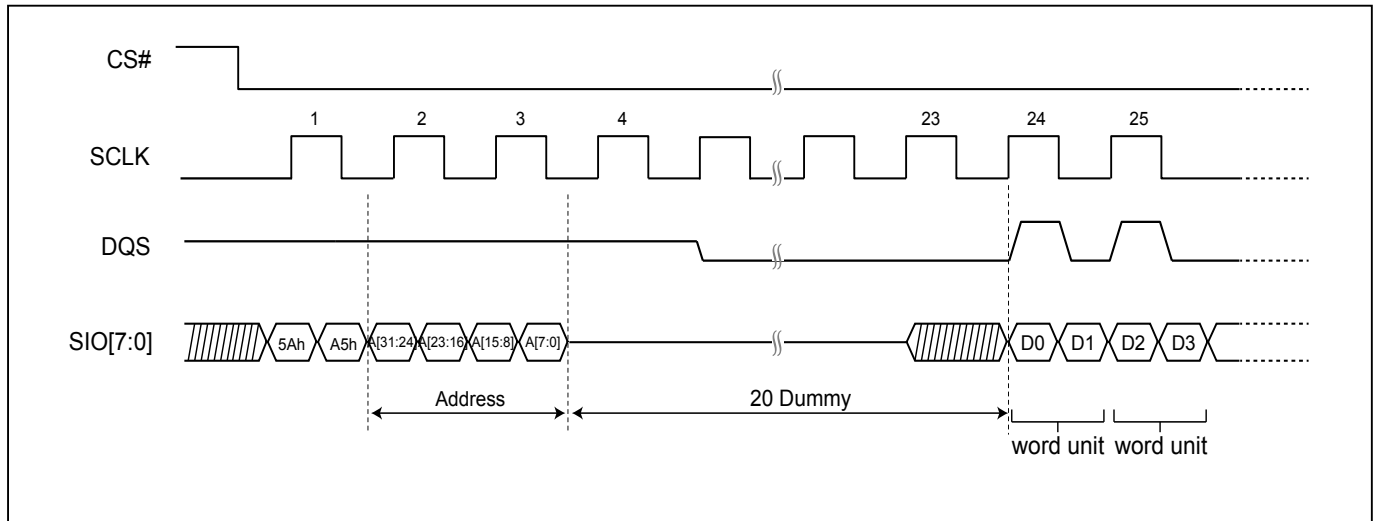 CS#
1 2 3 4 23 24 25
SCLK
DQS
SIO[7:0] 5Ah A5h A[31:24] A[23:16] A[15:8] A[7:0] D0 D1 D2 D3
Address 20 Dummy
word unit word unit